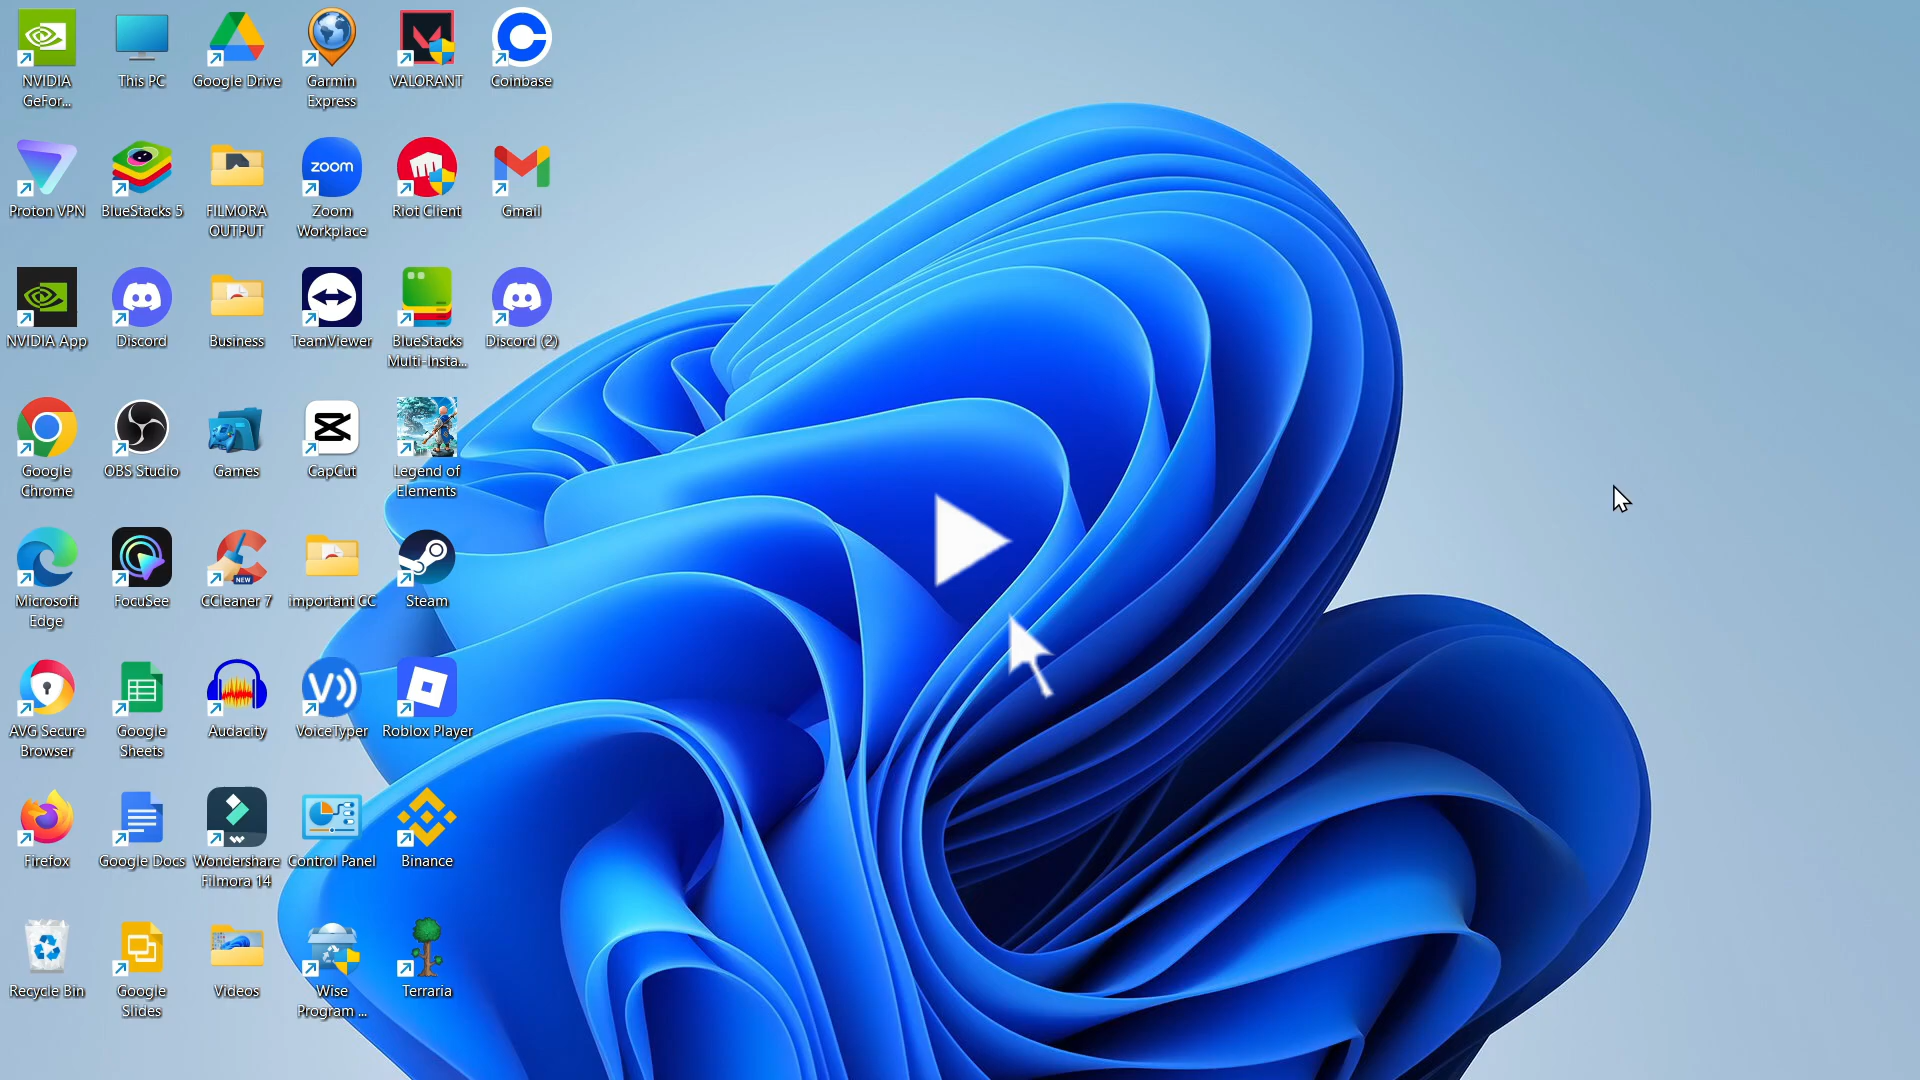 NVIDIA
GeFor...
This PC
Google Drive
Garmin
Express
VALORANT
Coinbase
Proton VPN
BlueStacks 5
FILMORA
OUTPUT
zoom
Zoom
Workplace
Riot Client
Gmail
NVIDIA App
Discord
Business
TeamViewer
BlueStacks
Multi-Insta...
Discord (2)
Google
Chrome
OBS Studio
Games
CapCut
Legend of
Elements
Microsoft
Edge
FocuSee
NEW
CCleaner 7
important CC
Steam
AVG Secure
Browser
Google
Sheets
Audacity
VoiceTyper
Roblox Player
Firefox
Google Docs
Wondershare
Filmora 14
Control Panel
Binance
Recycle Bin
Google
Slides
Videos
Wise
Program ...
Terraria